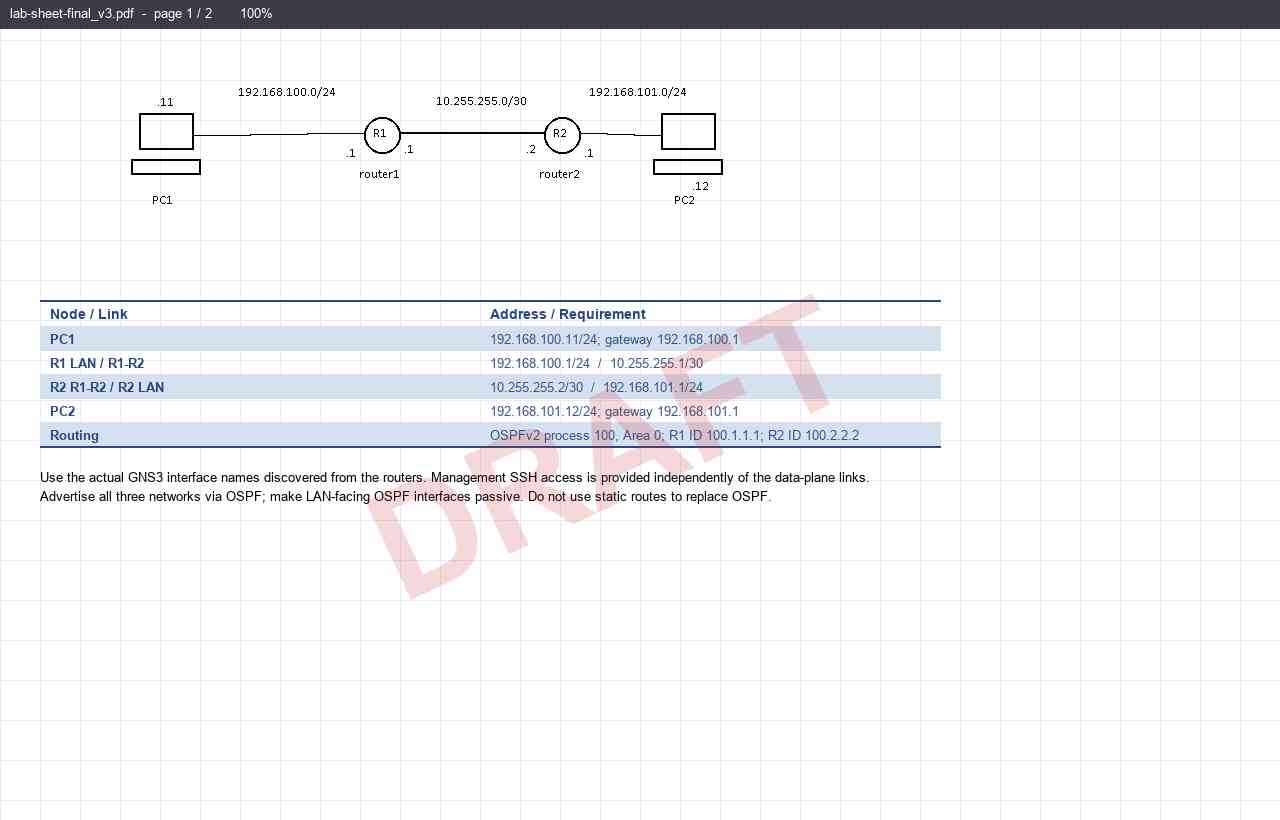 lab-sheet-final_v3.pdf - page 1 / 2 100%
192.168.100.0/24
10.255.255.0/30
192.168.101.0/24
.11
R1
R2
.1
.1
.2
.1
router1
router2
.12
PC1
PC2
Node / Link Address / Requirement
PC1 192.168.100.11/24; gateway 192.168.100.1
R1 LAN / R1-R2 192.168.100.1/24 / 10.255.255.1/30
R2 R1-R2 / R2 LAN 10.255.255.2/30 / 192.168.101.1/24
PC2 192.168.101.12/24; gateway 192.168.101.1
Routing OSPFv2 process 100, Area 0; R1 ID 100.1.1.1; R2 ID 100.2.2.2
Use the actual GNS3 interface names discovered from the routers. Management SSH access is provided independently of the data-plane links.
Advertise all three networks via OSPF; make LAN-facing OSPF interfaces passive. Do not use static routes to replace OSPF.
DRAFT